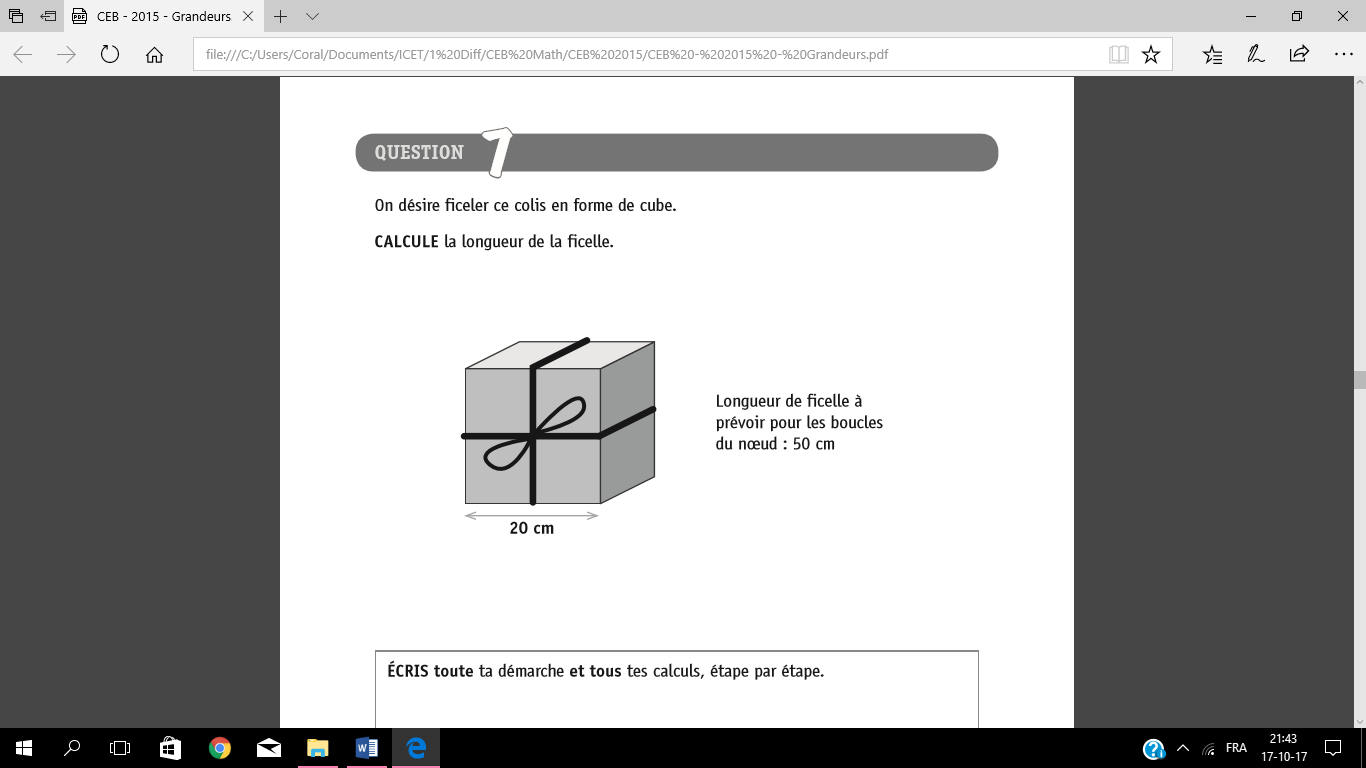 CEB - 2015 - Grandeurs
file:///C:/Users/Coral/Documents/ICET/1%20Diff/CEB%20Math/CEB%202015/CEB%20-%202015%20-%20Grandeurs.pdf
QUESTION 7
On désire ficeler ce colis en forme de cube.
CALCULE la longueur de la ficelle.
Longueur de ficelle à
prévoir pour les boucles
du nœud : 50 cm
20 cm
ÉCRIS toute ta démarche et tous tes calculs, étape par étape.
FRA
21:43
17-10-17